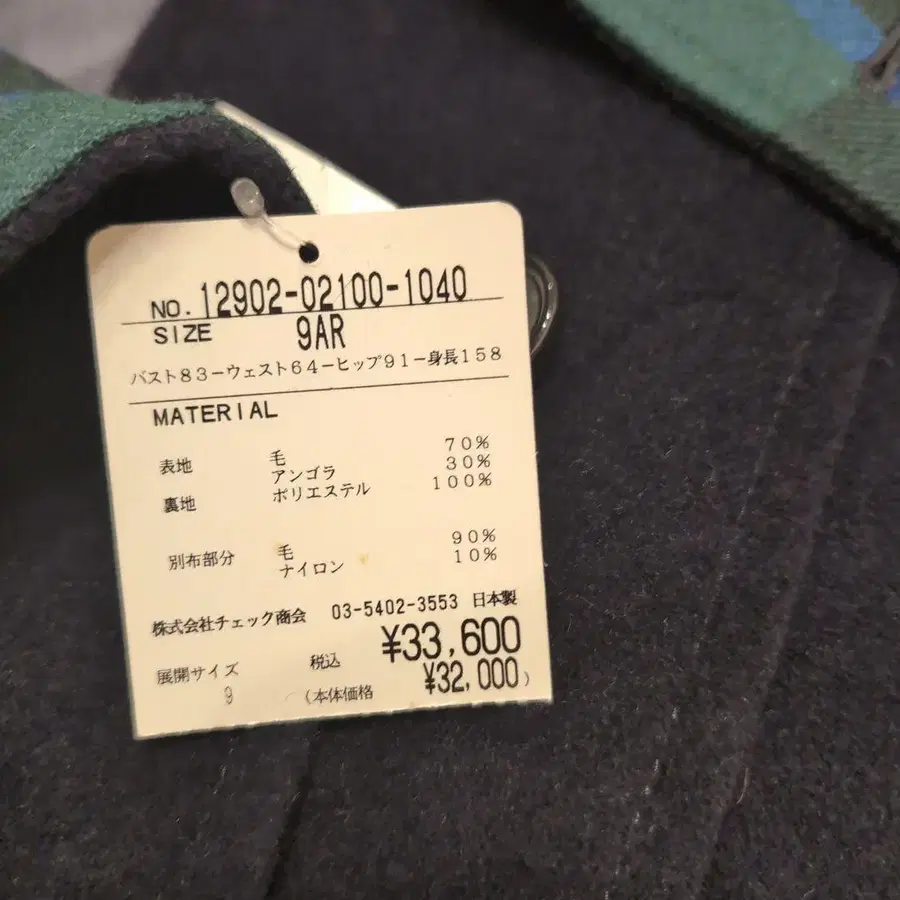 NO. 12902-02100-1040
SIZE 9AR
バスト83－ウェスト64－ヒップ91－身長158
MATERIAL
表地 毛 70%
アンゴラ 30%
裏地 ポリエステル 100%
別布部分 毛 90%
ナイロン 10%
株式会社チェック商会 03-5402-3553 日本製
展開サイズ 税込 ¥33,600
9 (本体価格 ¥32,000)